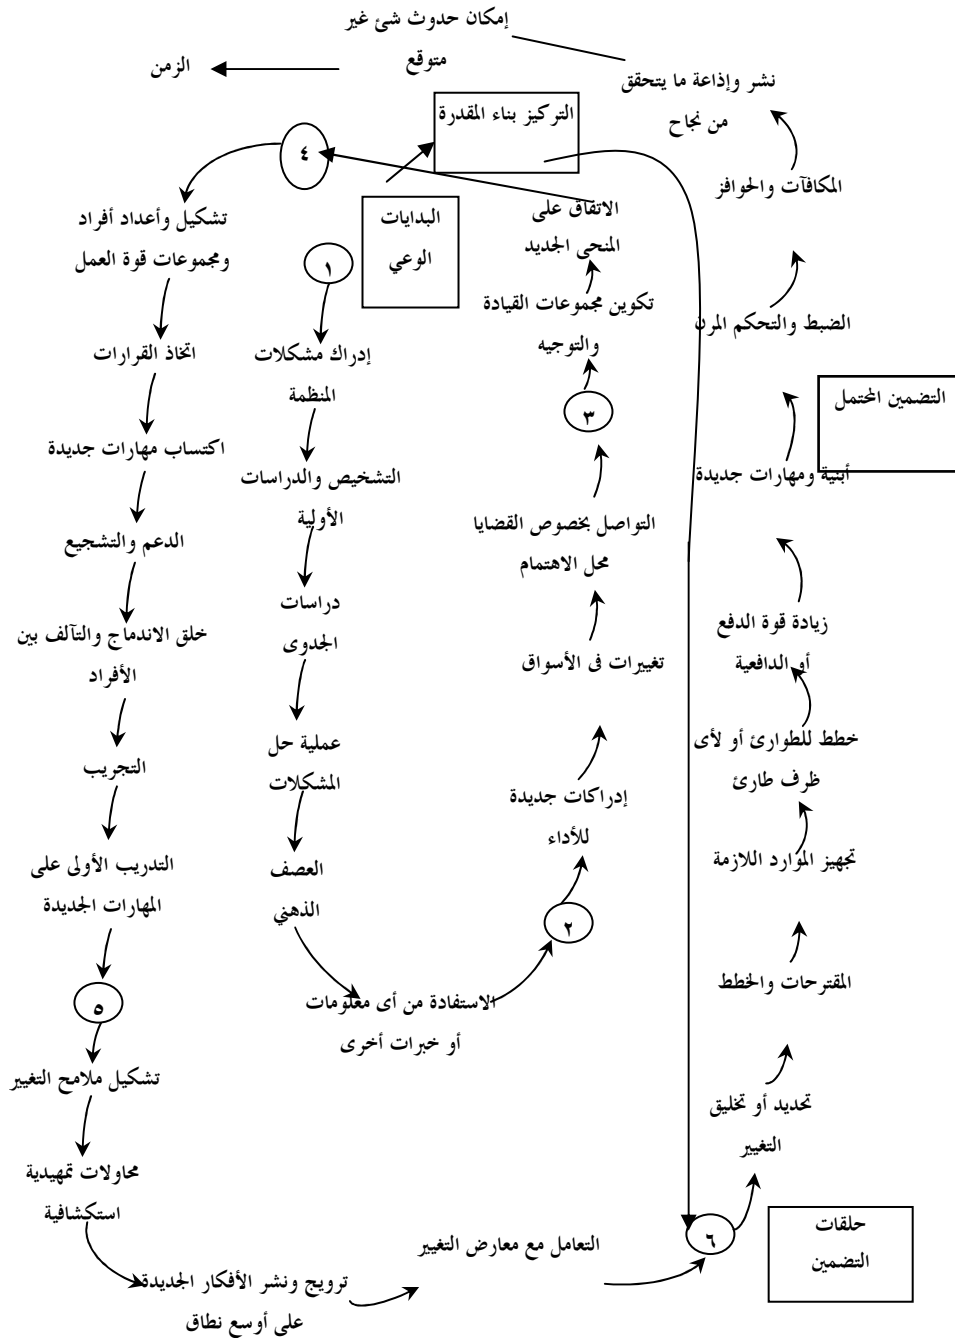 إمكان حدوث شئ غير
متوقع
الزمن
نشر وإذاعة ما يتحقق
من نجاح
التركيز بناء المقدرة
المكافآت والحوافز
٤
الاتفاق على
المنحى الجديد
البدايات
الوعي
تشكيل وأعداد أفراد
ومجموعات قوة العمل
١
تكوين مجموعات القيادة
والتوجيه
الضبط والتحكم المرن
إدراك مشكلات
المنظمة
اتخاذ القرارات
٣
التضمين المحتمل
اكتساب مهارات جديدة
التشخيص والدراسات
الأولية
أبنية ومهارات جديدة
التواصل بخصوص القضايا
محل الاهتمام
الدعم والتشجيع
دراسات
الجدوى
زيادة قوة الدفع
أو الدافعية
خلق الاندماج والتآلف بين
الأفراد
تغييرات فى الأسواق
خطط للطوارئ أو لأى
ظرف طارئ
عملية حل
المشكلات
التجريب
إدراكات جديدة
للأداء
تجهيز الموارد اللازمة
العصف
الذهني
التدريب الأولى على
المهارات الجديدة
٢
المقترحات والخطط
الاستفادة من أى معلومات
أو خبرات أخرى
٥
تشكيل ملامح التغيير
تحديد أو تخليق
التغيير
محاولات تمهيدية
استكشافية
حلقات
التضمين
٦
التعامل مع معارض التغيير
ترويج ونشر الأفكار الجديدة
على أوسع نطاق